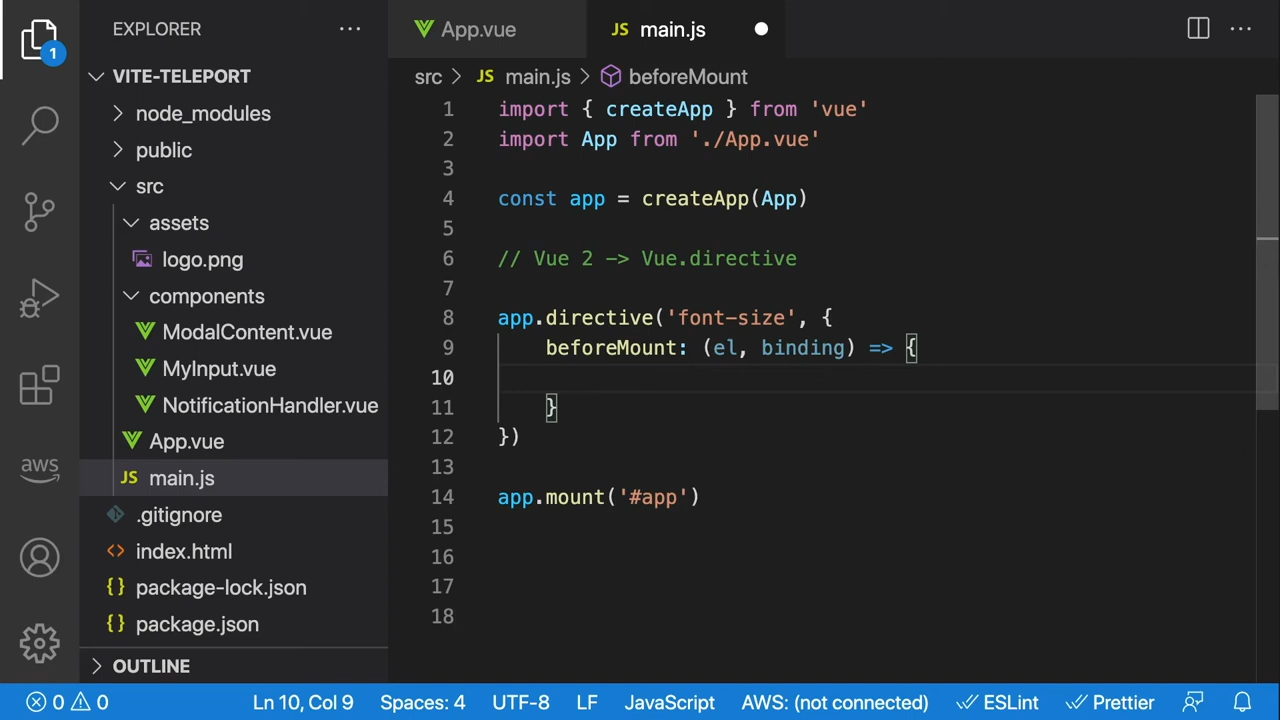 EXPLORER
App.vue
JS main.js
1
VITE-TELEPORT
node_modules
public
src
assets
logo.png
components
ModalContent.vue
MyInput.vue
NotificationHandler.vue
App.vue
JS main.js
.gitignore
<> index.html
{} package-lock.json
{} package.json
OUTLINE
aws
src > JS main.js > beforeMount
1 import { createApp } from 'vue'
2 import App from './App.vue'
3
4 const app = createApp(App)
5
6 // Vue 2 -> Vue.directive
7
8 app.directive('font-size', {
9 beforeMount: (el, binding) => {
10
11 }
12 })
13
14 app.mount('#app')
15
16
17
18
0 0 Ln 10, Col 9 Spaces: 4 UTF-8 LF JavaScript AWS: (not connected) ESLint Prettier